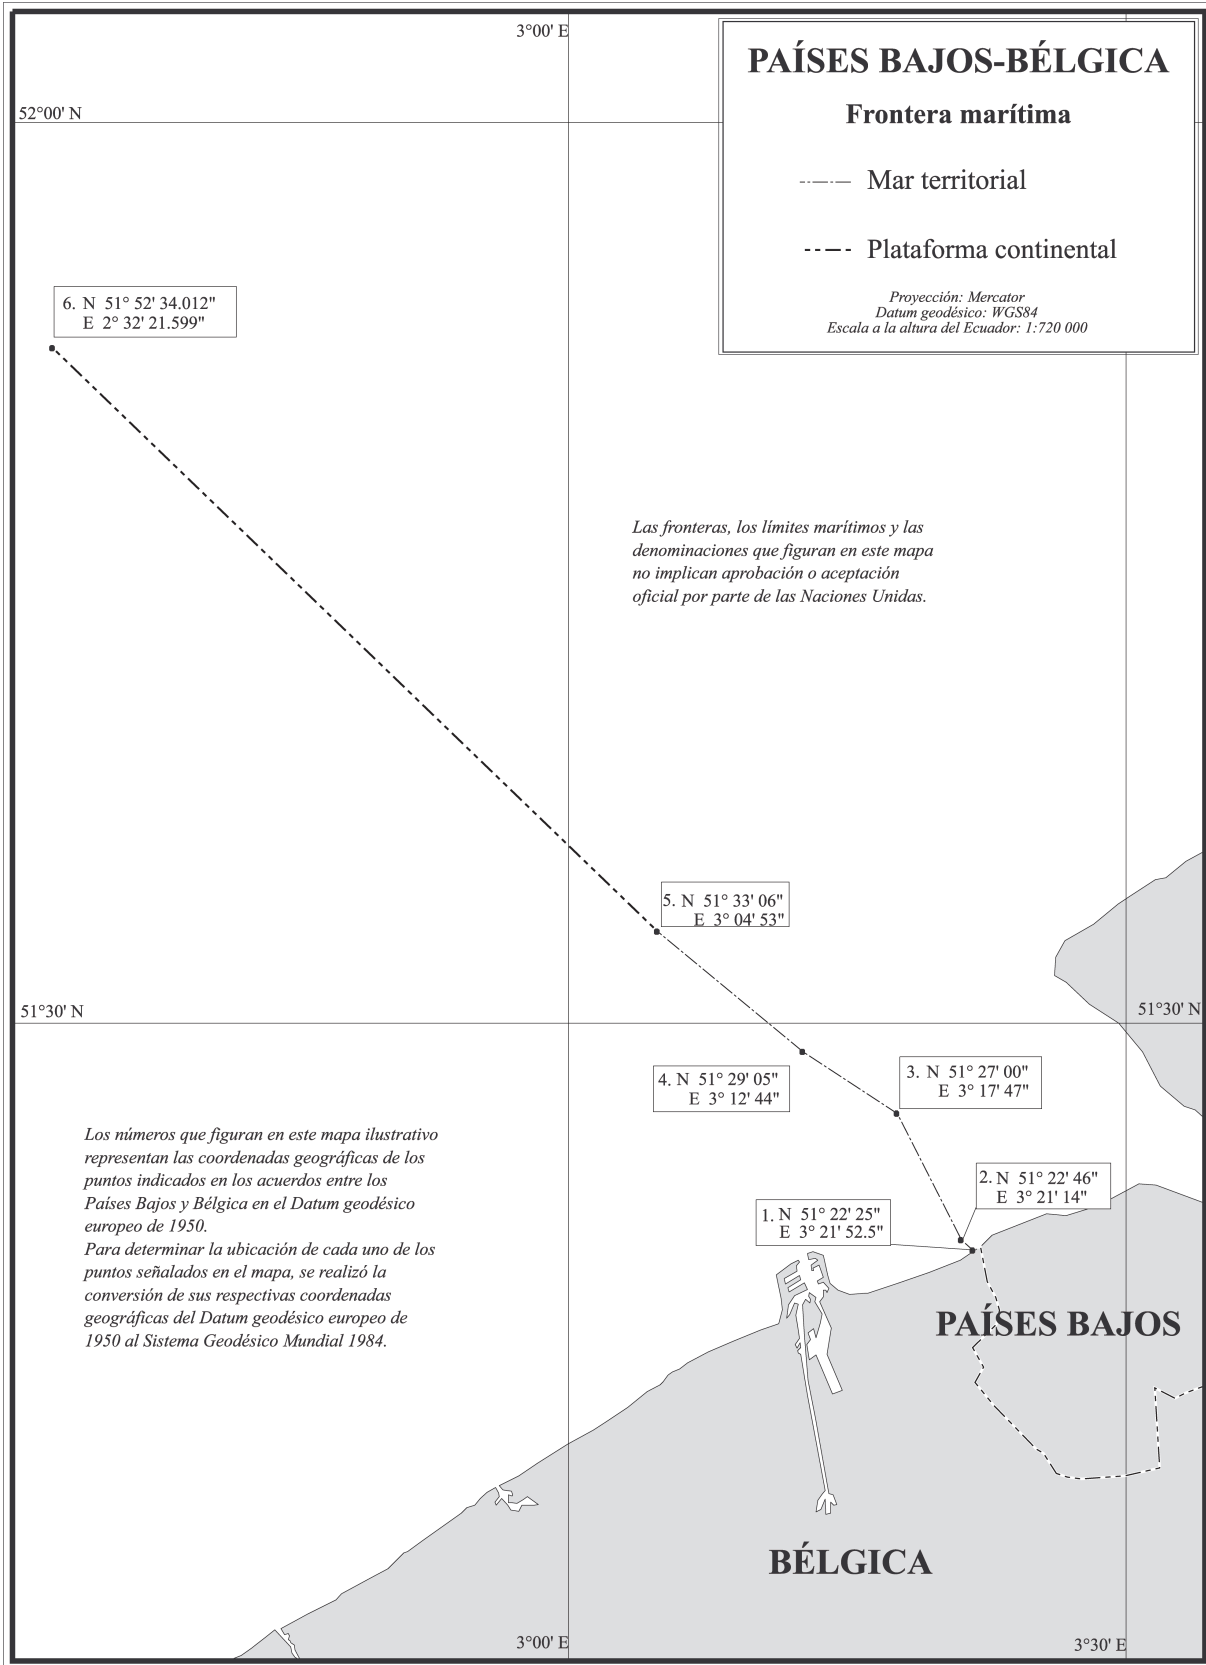 3°00' E
PAÍSES BAJOS-BÉLGICA
Frontera marítima
Mar territorial
Plataforma continental
Proyección: Mercator
Datum geodésico: WGS84
Escala a la altura del Ecuador: 1:720 000
52°00' N
6. N 51° 52' 34.012"
E 2° 32' 21.599"
Las fronteras, los límites marítimos y las
denominaciones que figuran en este mapa
no implican aprobación o aceptación
oficial por parte de las Naciones Unidas.
5. N 51° 33' 06"
E 3° 04' 53"
51°30' N
51°30' N
4. N 51° 29' 05"
E 3° 12' 44"
3. N 51° 27' 00"
E 3° 17' 47"
Los números que figuran en este mapa ilustrativo
representan las coordenadas geográficas de los
puntos indicados en los acuerdos entre los
Países Bajos y Bélgica en el Datum geodésico
europeo de 1950.
Para determinar la ubicación de cada uno de los
puntos señalados en el mapa, se realizó la
conversión de sus respectivas coordenadas
geográficas del Datum geodésico europeo de
1950 al Sistema Geodésico Mundial 1984.
2. N 51° 22' 46"
E 3° 21' 14"
1. N 51° 22' 25"
E 3° 21' 52.5"
PAÍSES BAJOS
BÉLGICA
3°00' E
3°30' E